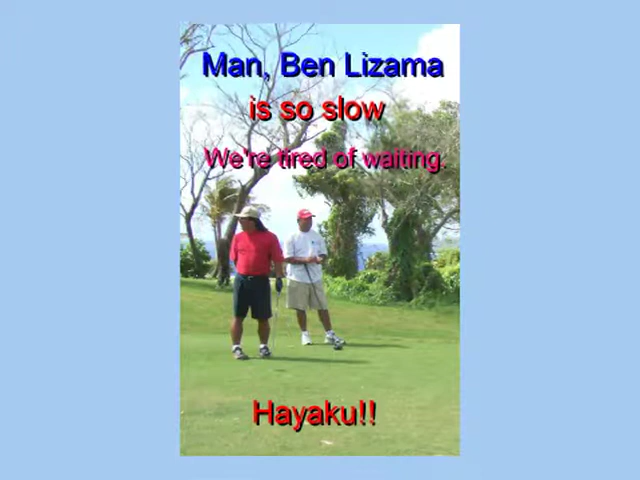 Man, Ben Lizama
is so slow
We're tired of waiting.
Hayaku!!